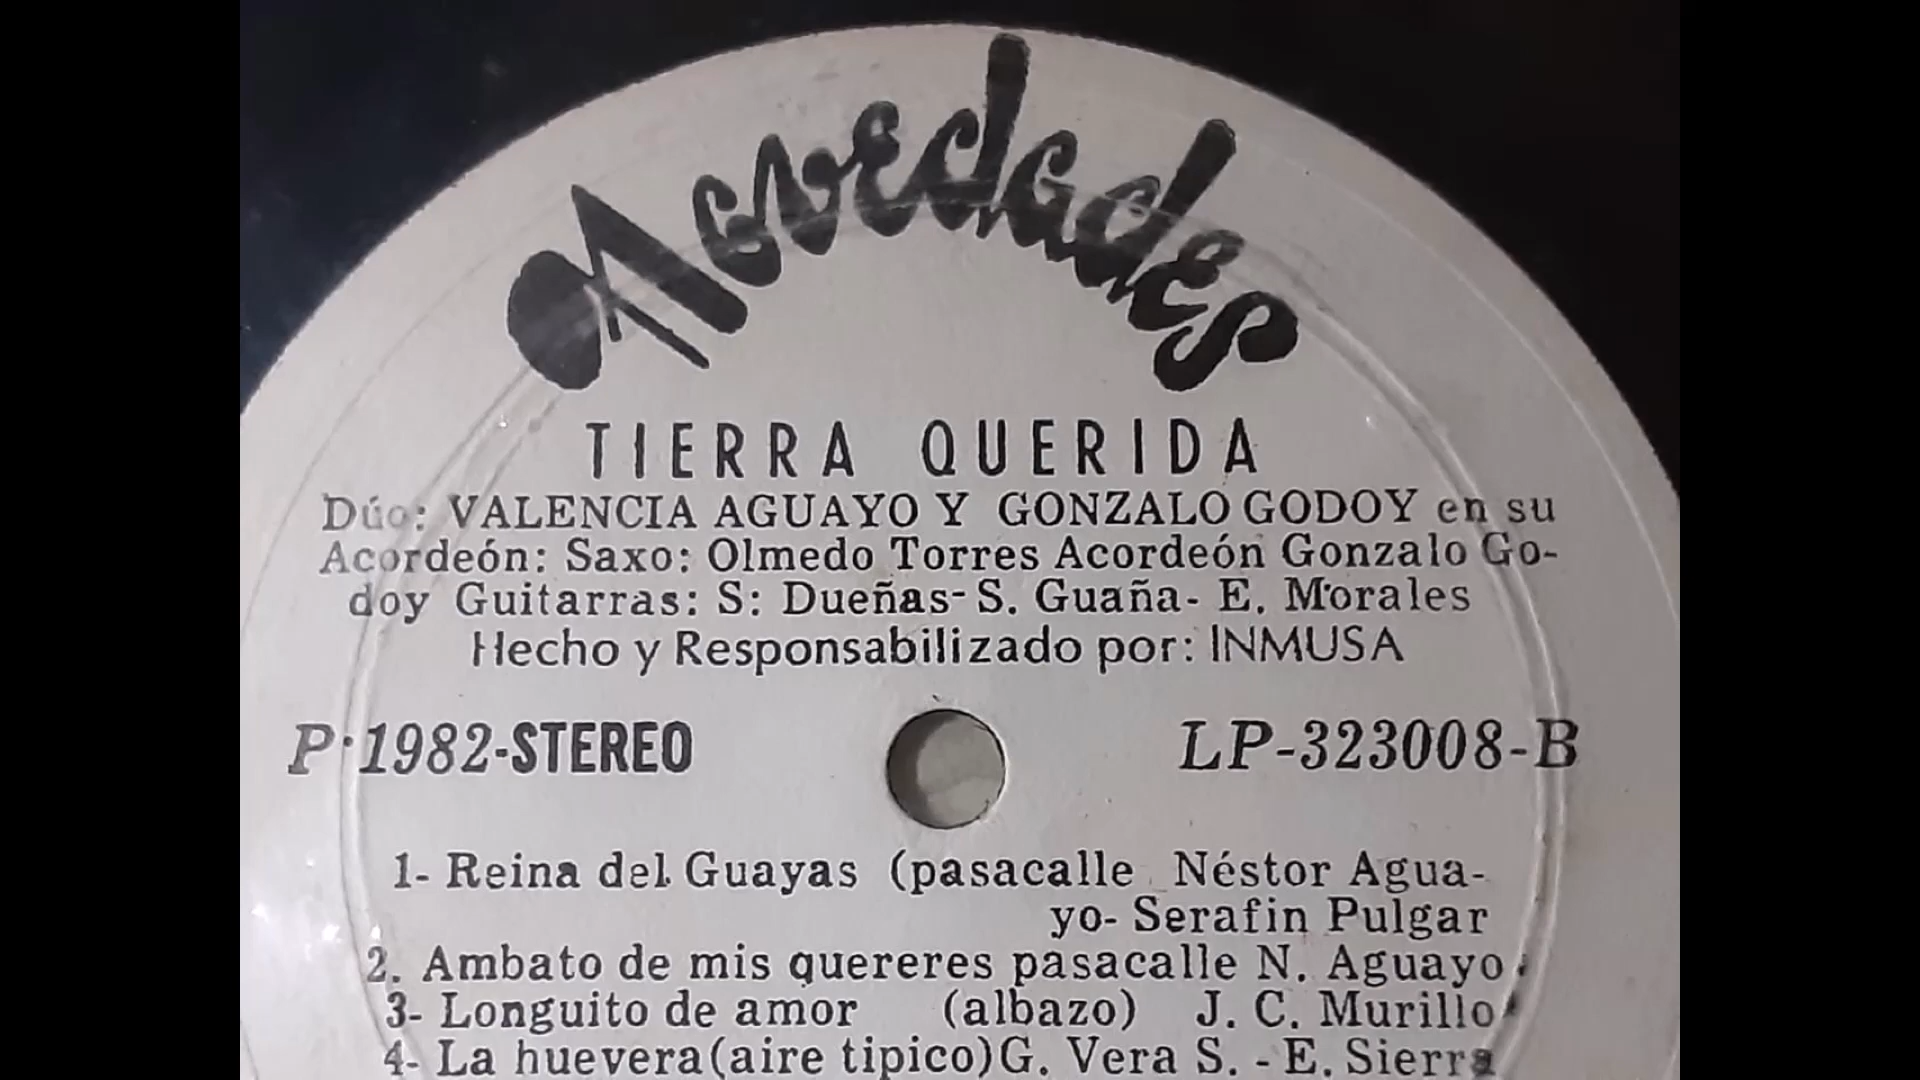 Novedades
TIERRA QUERIDA
Dúo: VALENCIA AGUAYO Y GONZALO GODOY en su
Acordeón: Saxo: Olmedo Torres Acordeón Gonzalo Go-
doy Guitarras: S: Dueñas- S. Guaña- E. Morales
Hecho y Responsabilizado por: INMUSA
P·1982-STEREO
LP-323008-B
1- Reina del Guayas (pasacalle Néstor Agua-
yo- Serafin Pulgar
2. Ambato de mis quereres pasacalle N. Aguayo.
3- Longuito de amor (albazo) J. C. Murillo
4- La huevera(aire tipico)G. Vera S. - E. Sierra